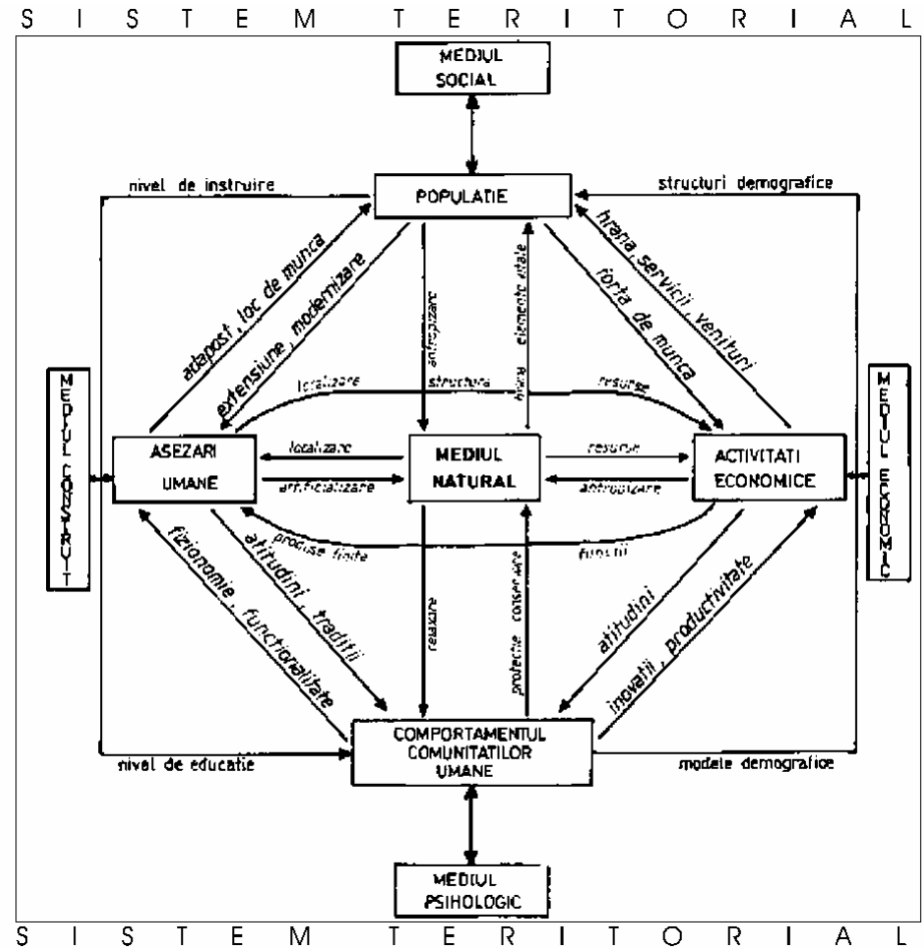 S I S T E M T E R I T O R I A L
MEDIUL
SOCIAL
nivel de instruire
structuri demografice
POPULATIE
adapost , loc de munca
extensiune , modernizare
antropizare
hrana elemente vitale
forta de munca
hrana, servicii, venituri
localizare structura resurse
MEDIUL CONSTRUIT
MEDIUL ECONOMIC
ASEZARI
UMANE
localizare
artificializare
MEDIUL
NATURAL
resurse
antropizare
ACTIVITATI
ECONOMICE
produse finite
functii
fizionomie , functionalitate
atitudini , traditii
relaxare
protectie conservare
atitudini
inovatii , productivitate
COMPORTAMENTUL
COMUNITATILOR
UMANE
nivel de educatie
modele demografice
MEDIUL
PSIHOLOGIC
S I S T E M T E R I T O R I A L